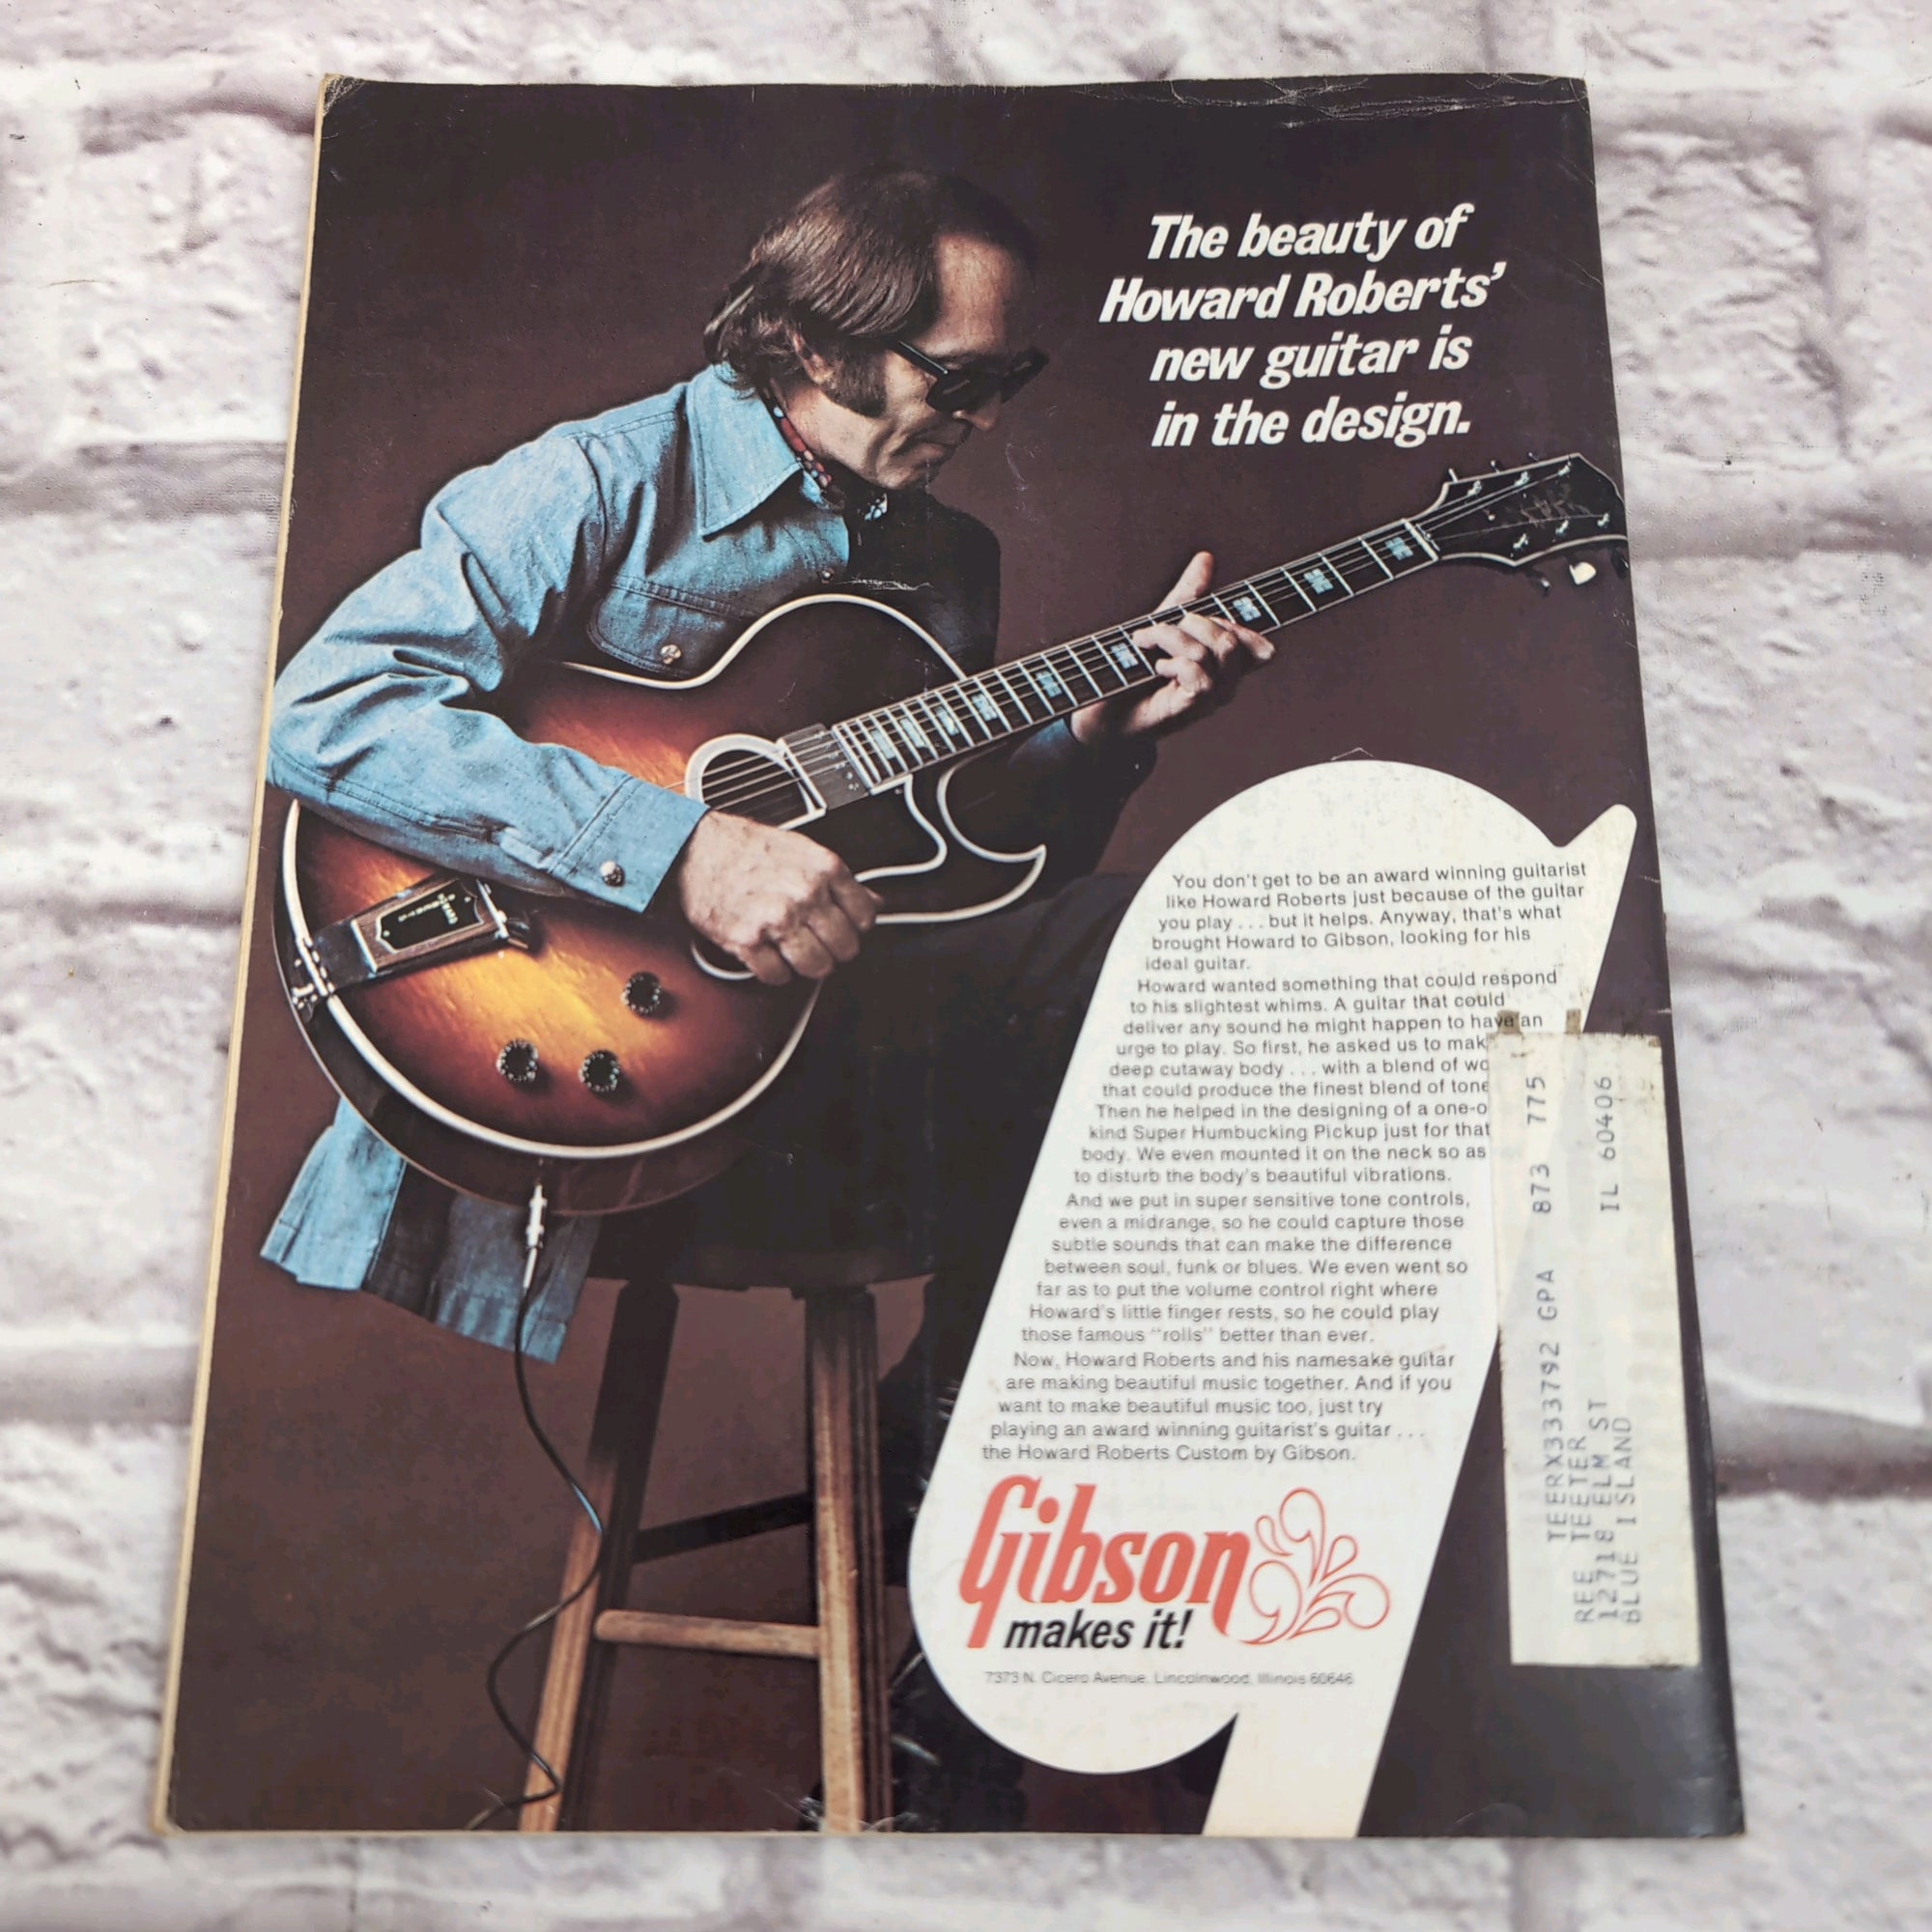 The beauty of
Howard Roberts'
new guitar is
in the design.
You don't get to be an award winning guitarist
like Howard Roberts just because of the guitar
you play . . . but it helps. Anyway, that's what
brought Howard to Gibson, looking for his
ideal guitar.
Howard wanted something that could respond
to his slightest whims. A guitar that could
deliver any sound he might happen to have an
urge to play. So first, he asked us to mak
deep cutaway body . . . with a blend of wo
that could produce the finest blend of tone
Then he helped in the designing of a one-o
kind Super Humbucking Pickup just for that
body. We even mounted it on the neck so as
to disturb the body's beautiful vibrations.
And we put in super sensitive tone controls,
even a midrange, so he could capture those
subtle sounds that can make the difference
between soul, funk or blues. We even went so
far as to put the volume control right where
Howard's little finger rests, so he could play
those famous "rolls" better than ever.
Now, Howard Roberts and his namesake guitar
are making beautiful music together. And if you
want to make beautiful music too, just try
playing an award winning guitarist's guitar . . .
the Howard Roberts Custom by Gibson.
Gibson
makes it!
7373 N. Cicero Avenue, Lincolnwood, Illinois 60646
TEERX333792 GPA 873 775
REE TEETER
12718 ELM ST
BLUE ISLAND IL 60406